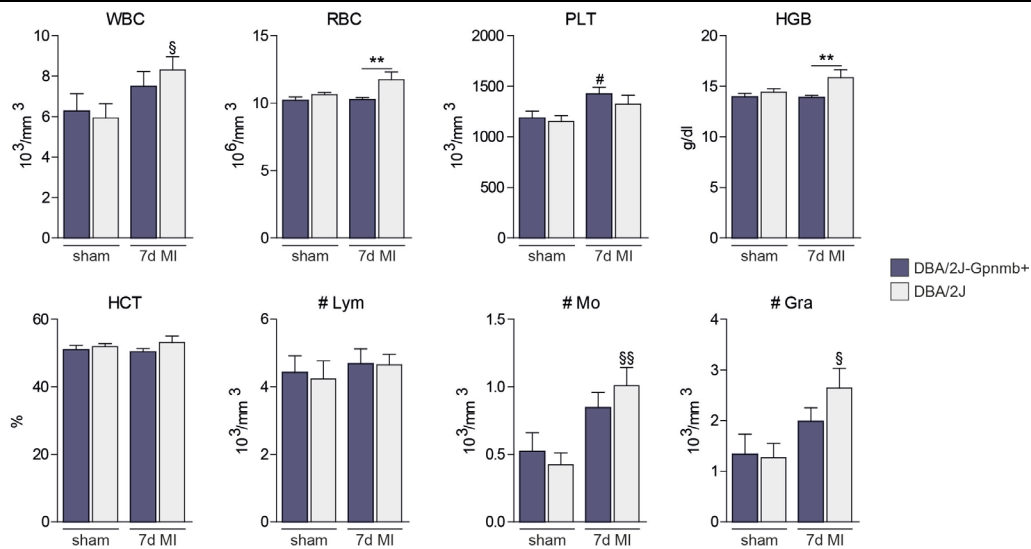 WBC
10
8
6
4
2
0
10³/mm 3
§
sham
7d MI
RBC
15
10
5
0
10⁶/mm 3
**
sham
7d MI
PLT
2000
1500
1000
500
0
10³/mm 3
#
sham
7d MI
HGB
20
15
10
5
0
g/dl
**
sham
7d MI
DBA/2J-Gpnmb+
DBA/2J
HCT
60
40
20
0
%
sham
7d MI
# Lym
6
4
2
0
10³/mm 3
sham
7d MI
# Mo
1.5
1.0
0.5
0.0
10³/mm 3
§§
sham
7d MI
# Gra
4
3
2
1
0
10³/mm 3
§
sham
7d MI